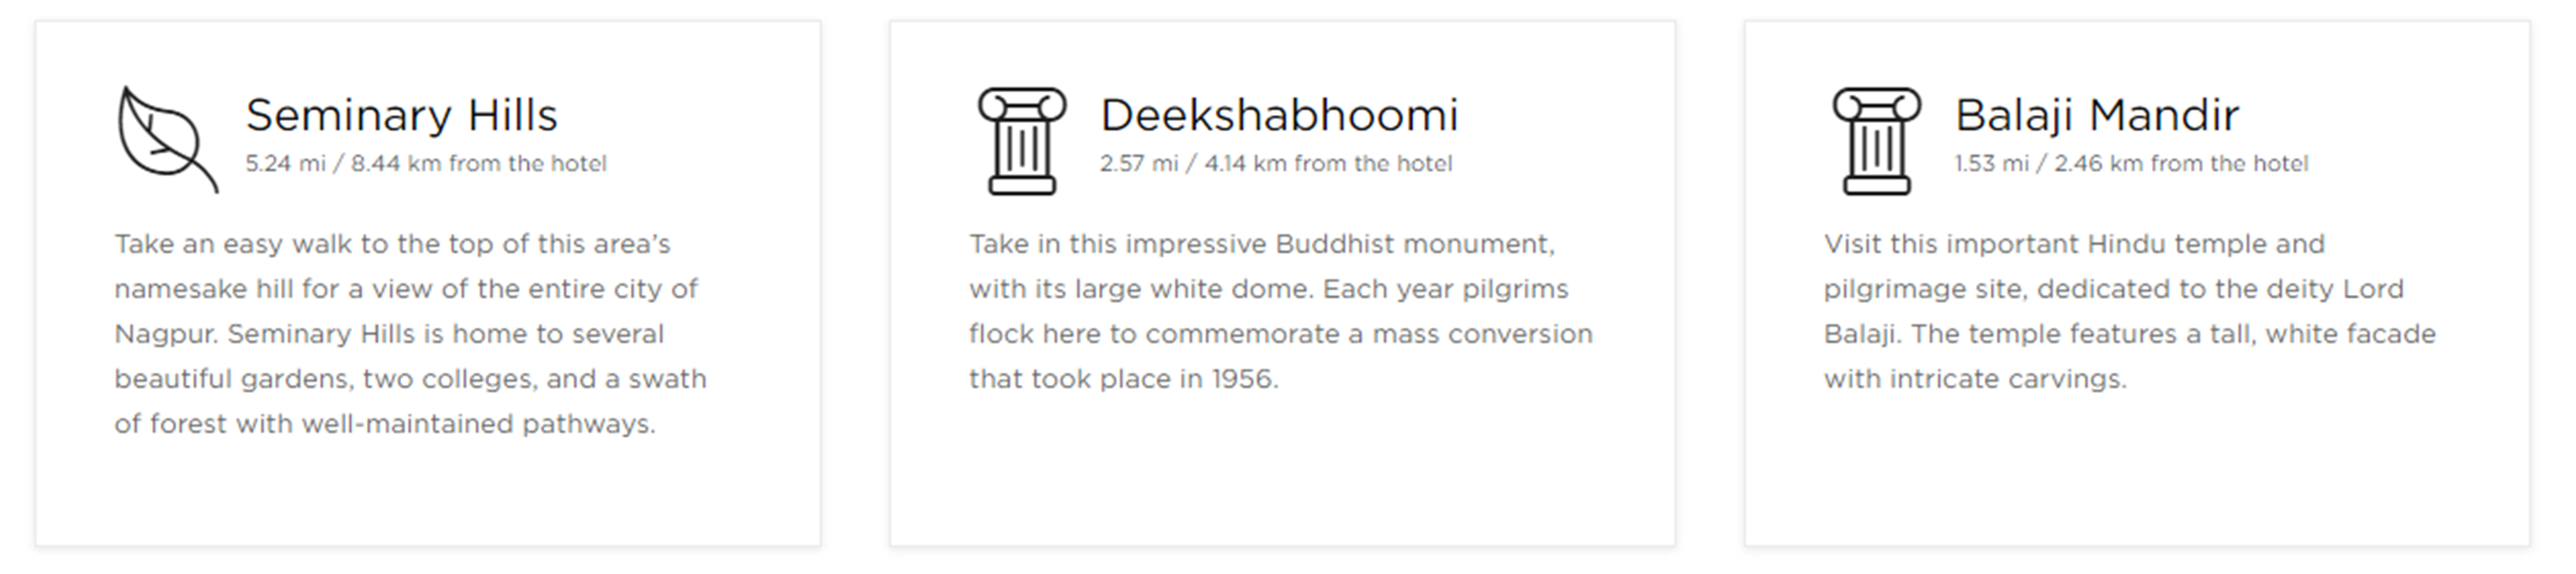 Seminary Hills
5.24 mi / 8.44 km from the hotel
Take an easy walk to the top of this area’s
namesake hill for a view of the entire city of
Nagpur. Seminary Hills is home to several
beautiful gardens, two colleges, and a swath
of forest with well-maintained pathways.
Deekshabhoomi
2.57 mi / 4.14 km from the hotel
Take in this impressive Buddhist monument,
with its large white dome. Each year pilgrims
flock here to commemorate a mass conversion
that took place in 1956.
Balaji Mandir
1.53 mi / 2.46 km from the hotel
Visit this important Hindu temple and
pilgrimage site, dedicated to the deity Lord
Balaji. The temple features a tall, white facade
with intricate carvings.